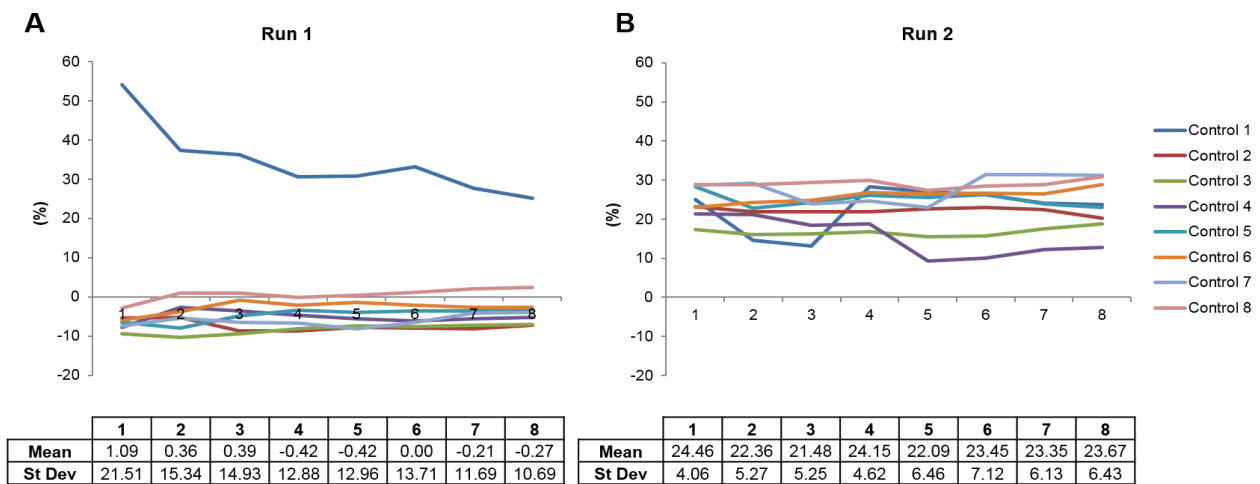 A
Run 1
60
50
40
30
20
10
0
-10
-20
(%)
1 2 3 4 5 6 7 8
1 2 3 4 5 6 7 8
Mean 1.09 0.36 0.39 -0.42 -0.42 0.00 -0.21 -0.27
St Dev 21.51 15.34 14.93 12.88 12.96 13.71 11.69 10.69
B
Run 2
60
50
40
30
20
10
0
-10
-20
(%)
1 2 3 4 5 6 7 8
Control 1
Control 2
Control 3
Control 4
Control 5
Control 6
Control 7
Control 8
1 2 3 4 5 6 7 8
Mean 24.46 22.36 21.48 24.15 22.09 23.45 23.35 23.67
St Dev 4.06 5.27 5.25 4.62 6.46 7.12 6.13 6.43